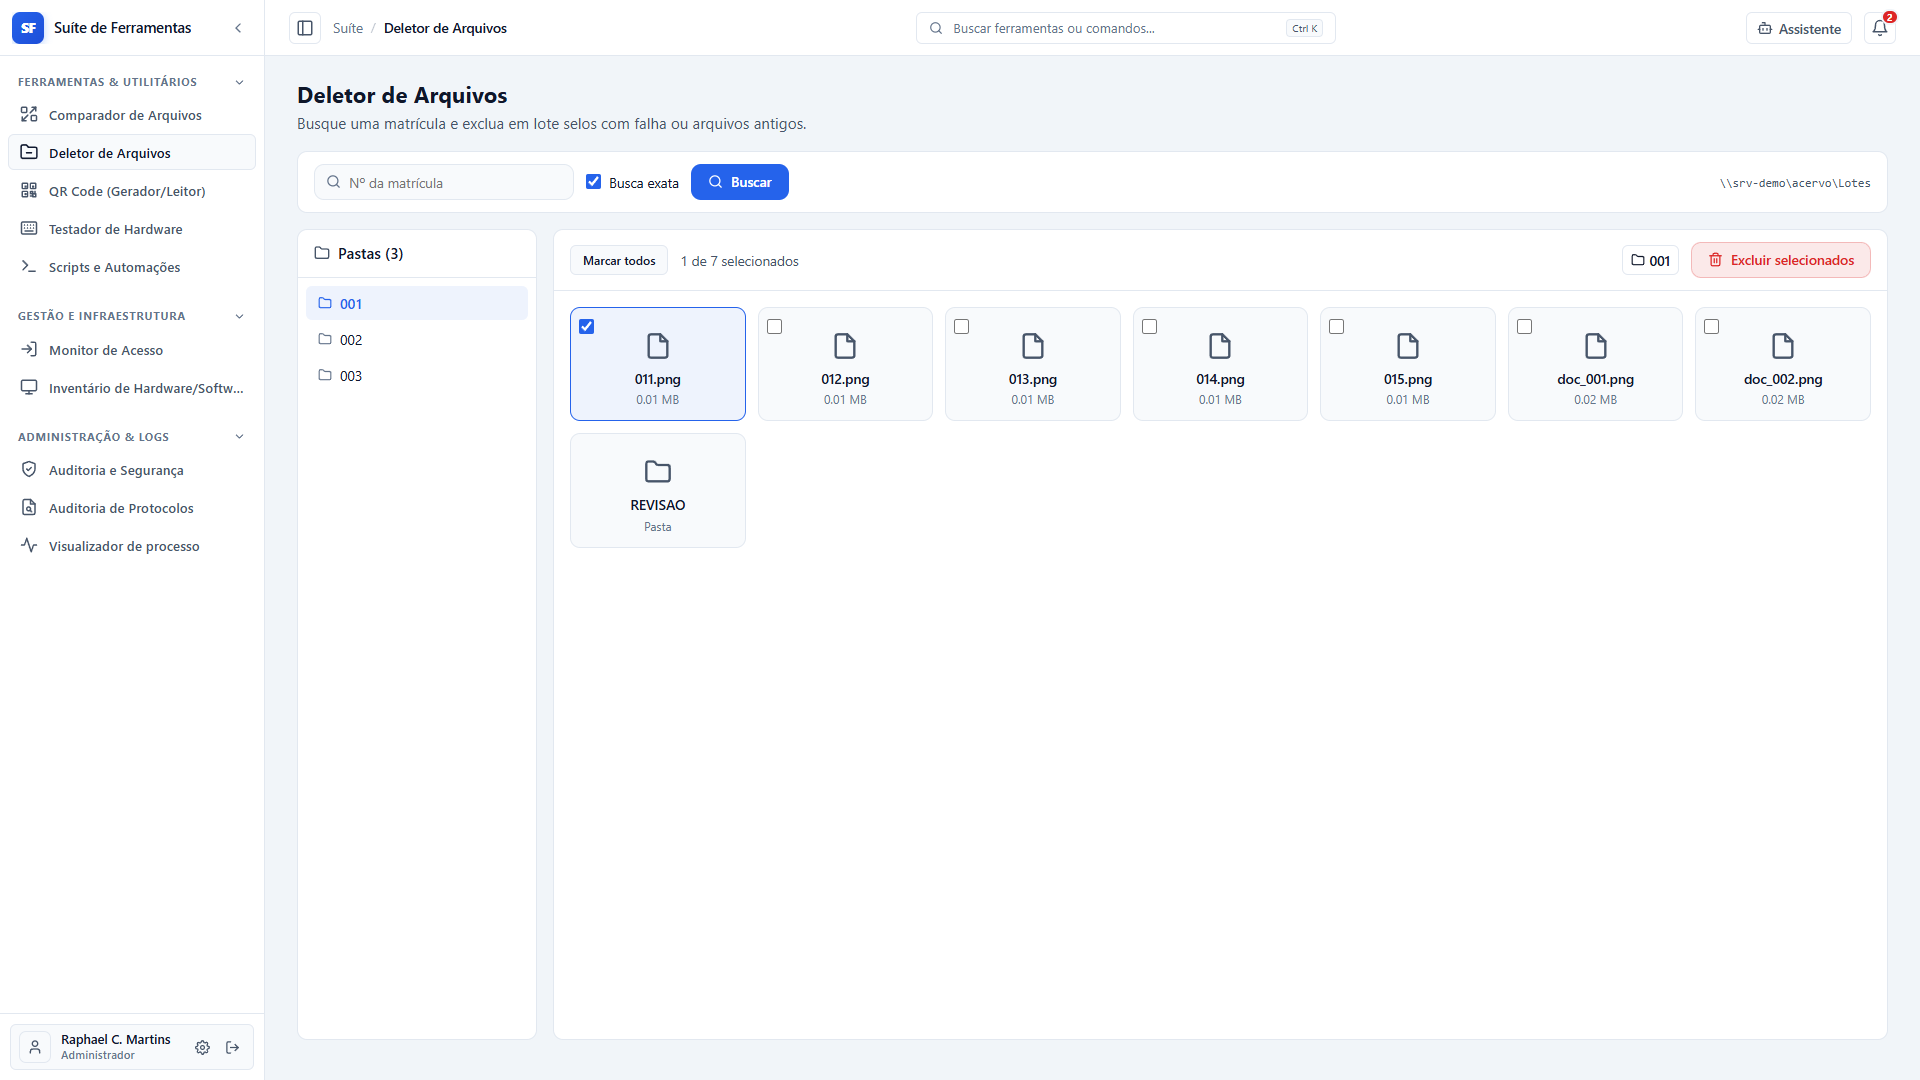 SF Suíte de Ferramentas
Suíte / Deletor de Arquivos
Buscar ferramentas ou comandos...
Ctrl K
Assistente
2
FERRAMENTAS & UTILITÁRIOS
Comparador de Arquivos
Deletor de Arquivos
QR Code (Gerador/Leitor)
Testador de Hardware
Scripts e Automações
GESTÃO E INFRAESTRUTURA
Monitor de Acesso
Inventário de Hardware/Softw...
ADMINISTRAÇÃO & LOGS
Auditoria e Segurança
Auditoria de Protocolos
Visualizador de processo
Raphael C. Martins
Administrador
Deletor de Arquivos
Busque uma matrícula e exclua em lote selos com falha ou arquivos antigos.
Nº da matrícula
Busca exata
Buscar
\\srv-demo\acervo\Lotes
Pastas (3)
001
002
003
Marcar todos
1 de 7 selecionados
001
Excluir selecionados
011.png
0.01 MB
012.png
0.01 MB
013.png
0.01 MB
014.png
0.01 MB
015.png
0.01 MB
doc_001.png
0.02 MB
doc_002.png
0.02 MB
REVISAO
Pasta